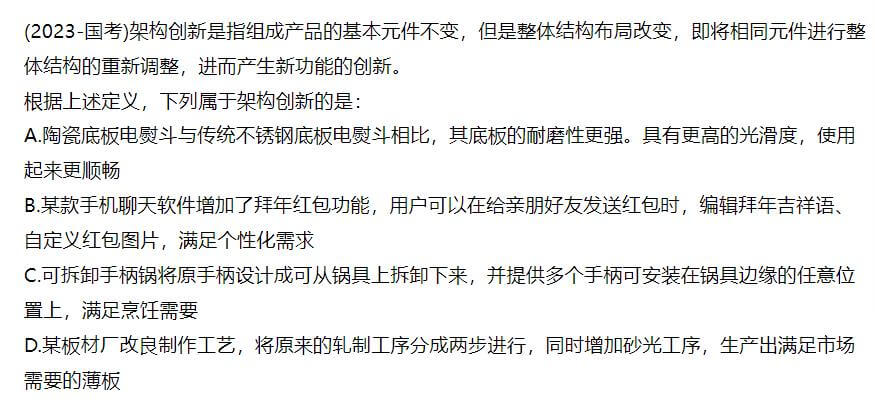 (2023-国考)架构创新是指组成产品的基本元件不变，但是整体结构布局改变，即将相同元件进行整
体结构的重新调整，进而产生新功能的创新。
根据上述定义，下列属于架构创新的是：
A.陶瓷底板电熨斗与传统不锈钢底板电熨斗相比，其底板的耐磨性更强。具有更高的光滑度，使用
起来更顺畅
B.某款手机聊天软件增加了拜年红包功能，用户可以在给亲朋好友发送红包时，编辑拜年吉祥语、
自定义红包图片，满足个性化需求
C.可拆卸手柄锅将原手柄设计成可从锅具上拆卸下来，并提供多个手柄可安装在锅具边缘的任意位
置上，满足烹饪需要
D.某板材厂改良制作工艺，将原来的轧制工序分成两步进行，同时增加砂光工序，生产出满足市场
需要的薄板